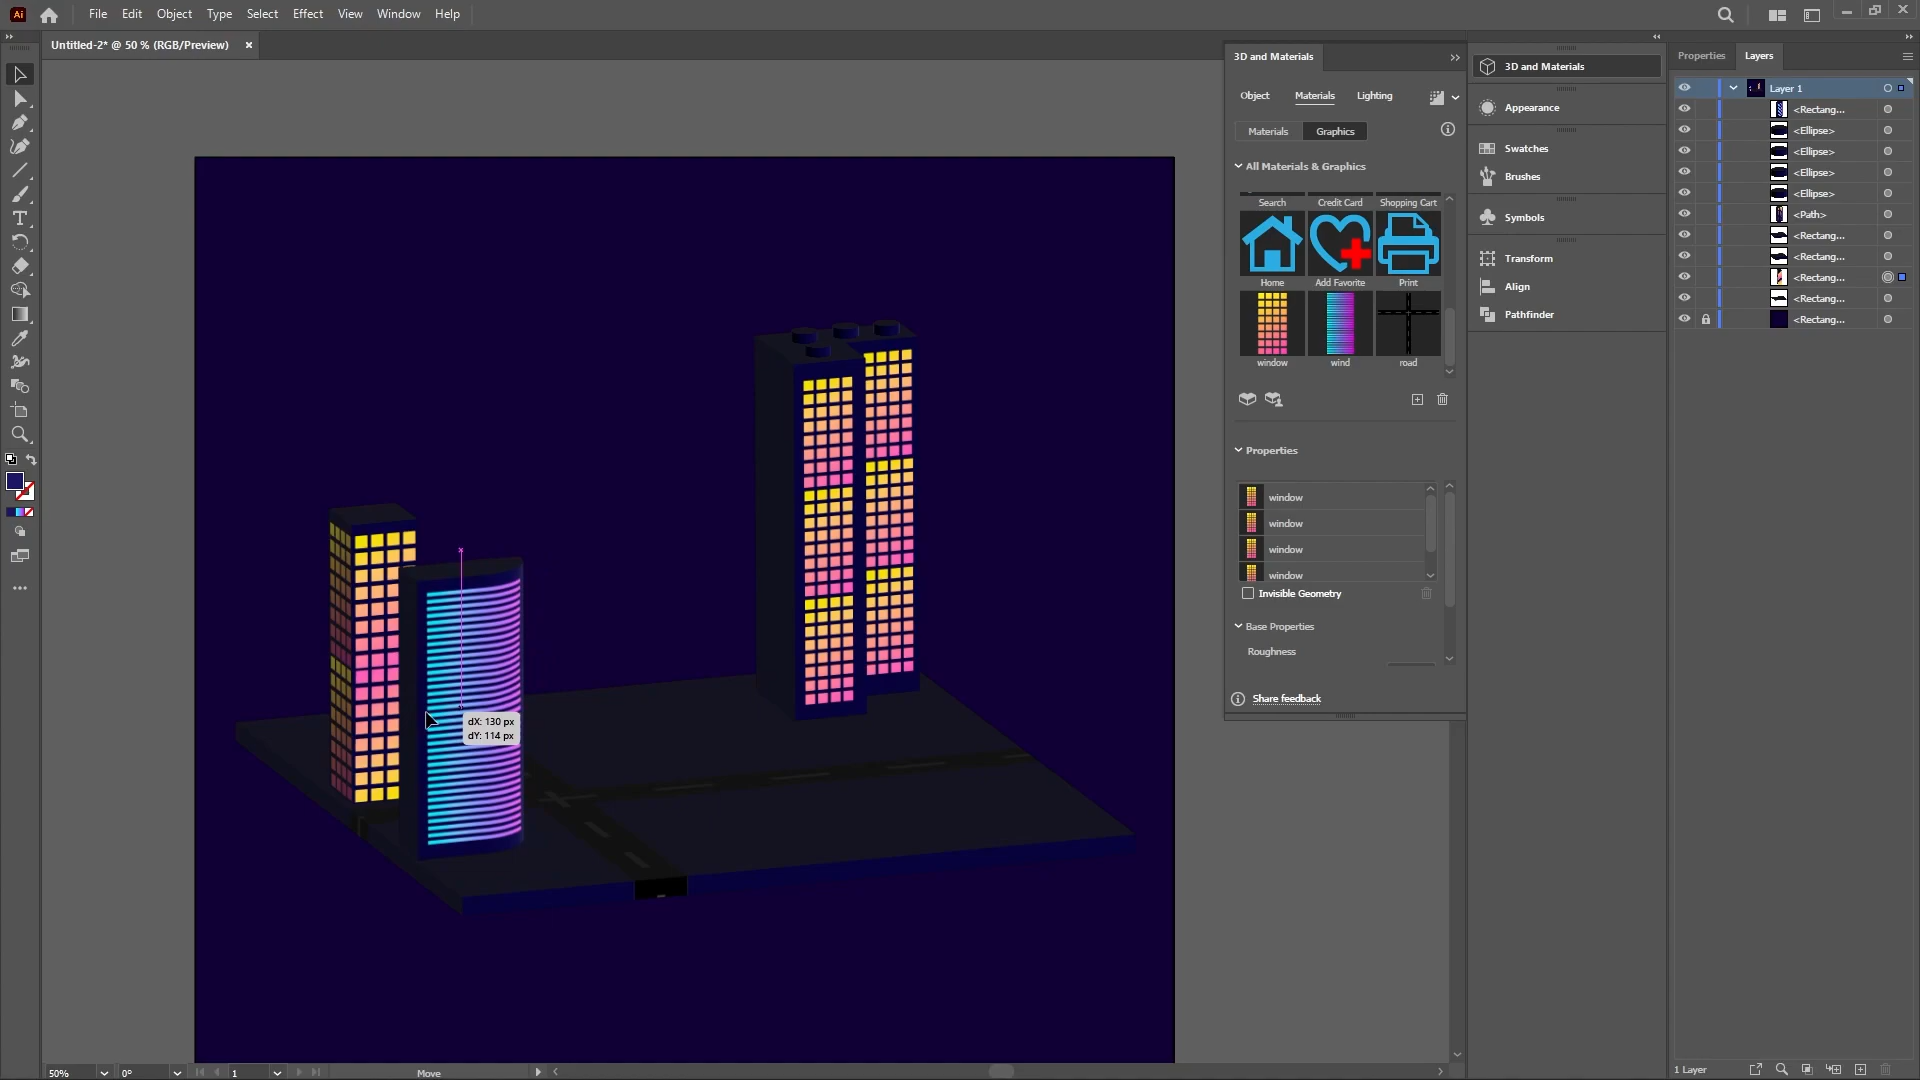 Ai File Edit Object Type Select Effect View Window Help
Untitled-2* @ 50 % (RGB/Preview) ×
3D and Materials
Object Materials Lighting
Materials Graphics
All Materials & Graphics
Search Credit Card Shopping Cart
Home Add Favorite Print
window wind road
Properties
window
window
window
window
Invisible Geometry
Base Properties
Roughness
Share feedback
3D and Materials
Appearance
Swatches
Brushes
Symbols
Transform
Align
Pathfinder
Properties Layers
Layer 1
<Rectang...
<Ellipse>
<Ellipse>
<Ellipse>
<Ellipse>
<Path>
<Rectang...
<Rectang...
<Rectang...
<Rectang...
<Rectang...
dX: 130 px
dY: 114 px
50% 0° 1 Move
1 Layer